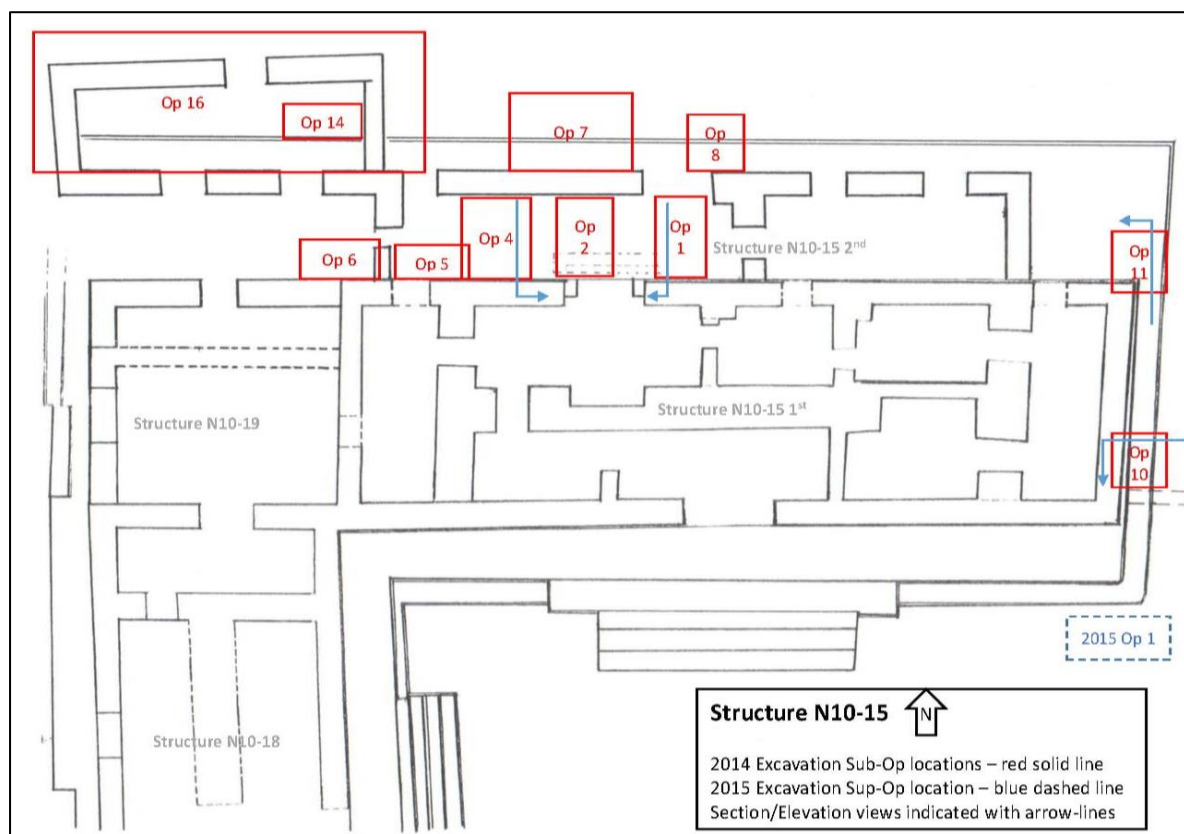 Op 16
Op 14
Op 7
Op
8
Op 4
Op
2
Op
1
Structure N10-15 2nd
Op 6
Op 5
Op
11
Structure N10-19
Structure N10-15 1st
Op
10
2015 Op 1
Structure N10-18
Structure N10-15
N
2014 Excavation Sub-Op locations – red solid line
2015 Excavation Sup-Op location – blue dashed line
Section/Elevation views indicated with arrow-lines